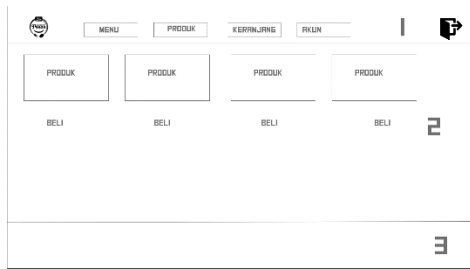 MENU PRODUK KERANJANG AKUN 1
PRODUK PRODUK PRODUK PRODUK
BELI BELI BELI BELI 2
3